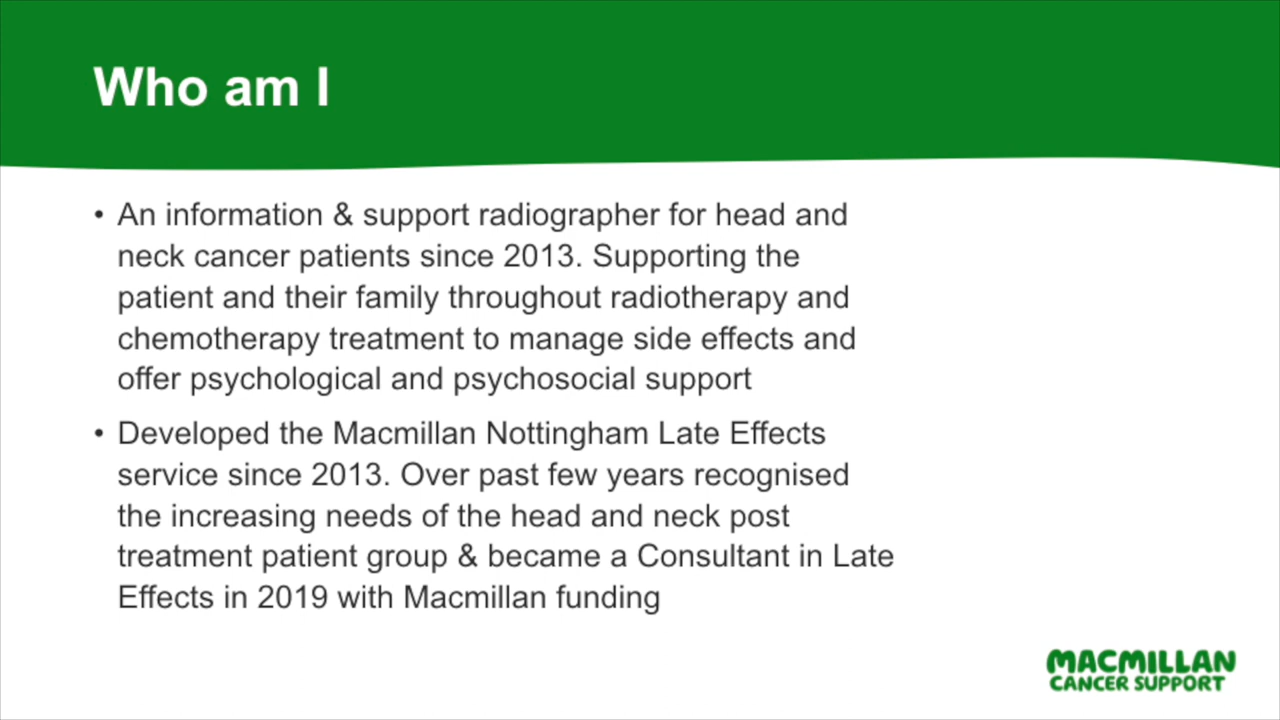 Who am I
• An information & support radiographer for head and
neck cancer patients since 2013. Supporting the
patient and their family throughout radiotherapy and
chemotherapy treatment to manage side effects and
offer psychological and psychosocial support
• Developed the Macmillan Nottingham Late Effects
service since 2013. Over past few years recognised
the increasing needs of the head and neck post
treatment patient group & became a Consultant in Late
Effects in 2019 with Macmillan funding
MACMILLAN
CANCER SUPPORT